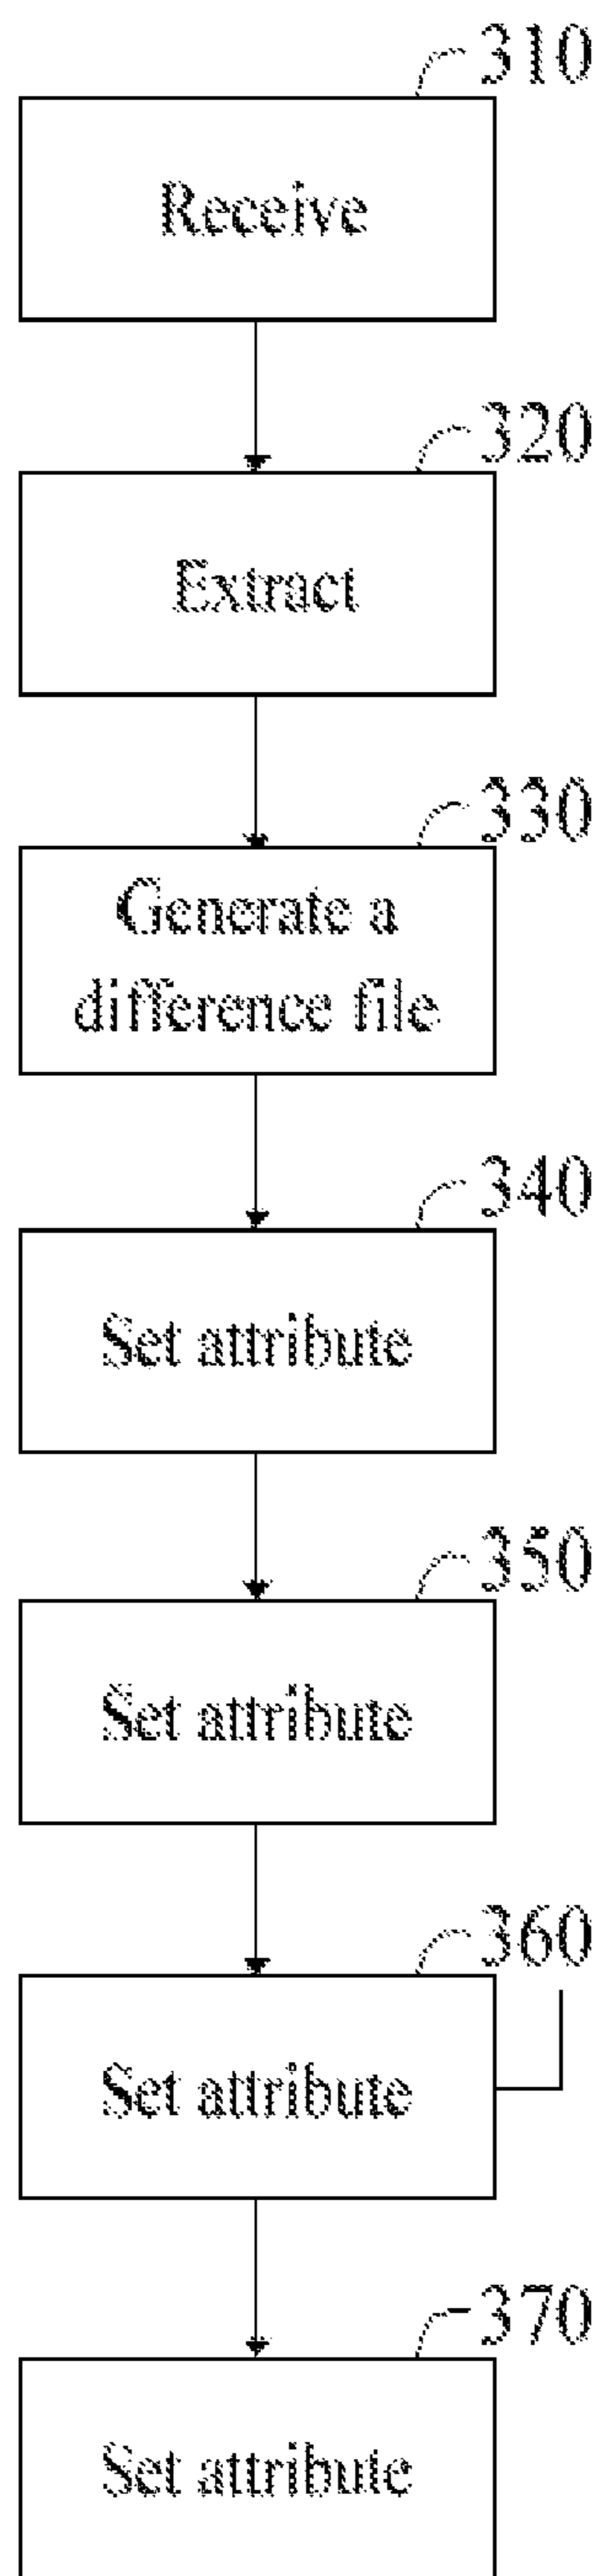 310
Receive
320
Extract
330
Generate a
difference file
340
Set attribute
350
Set attribute
360
Set attribute
370
Set attribute